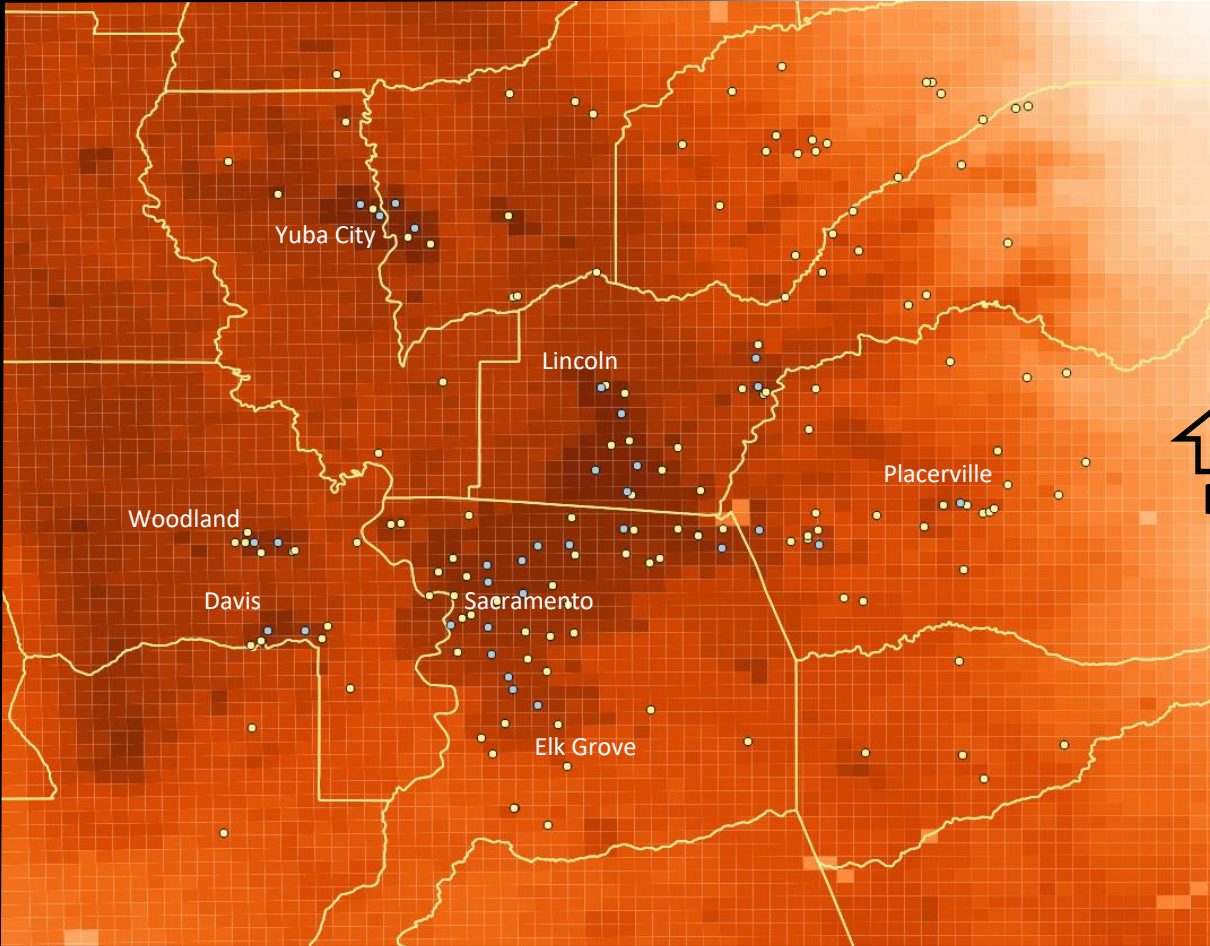 Yuba City
Lincoln
Placerville
Woodland
Davis
Sacramento
Elk Grove